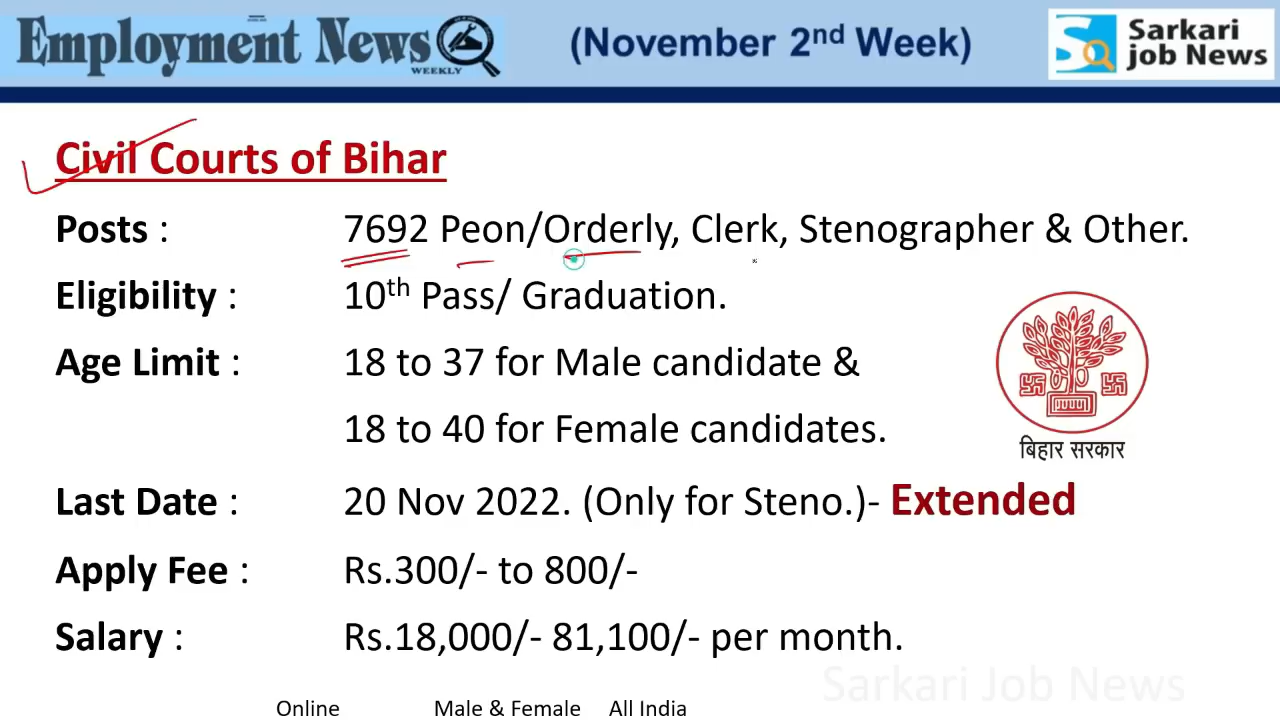 Employment News
WEEKLY
(November 2nd Week)
Sarkari
job News
Civil Courts of Bihar
Posts : 7692 Peon/Orderly, Clerk, Stenographer & Other.
Eligibility : 10th Pass/ Graduation.
Age Limit : 18 to 37 for Male candidate &
18 to 40 for Female candidates.
बिहार सरकार
Last Date : 20 Nov 2022. (Only for Steno.)- Extended
Apply Fee : Rs.300/- to 800/-
Salary : Rs.18,000/- 81,100/- per month.
Sarkari Job News
Online Male & Female All India